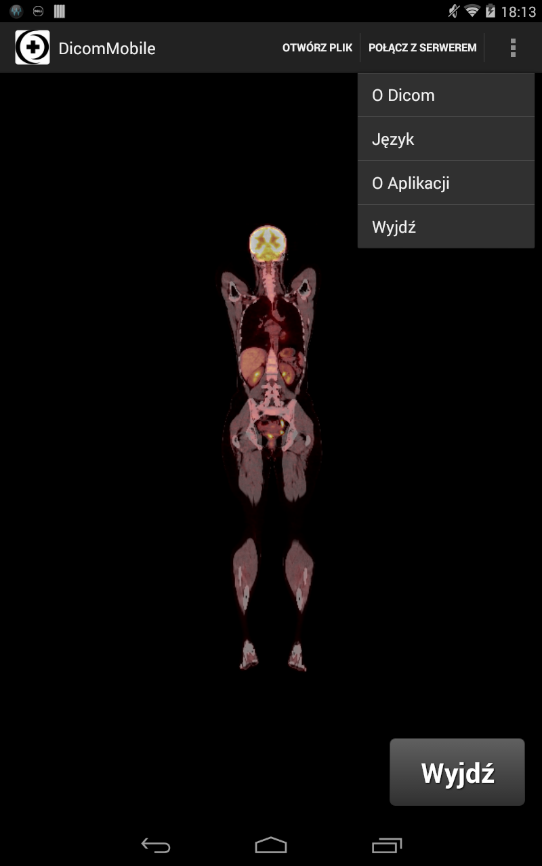 18:13
DicomMobile
OTWÓRZ PLIK
POŁĄCZ Z SERWEREM
O Dicom
Język
O Aplikacji
Wyjdź
Wyjdź